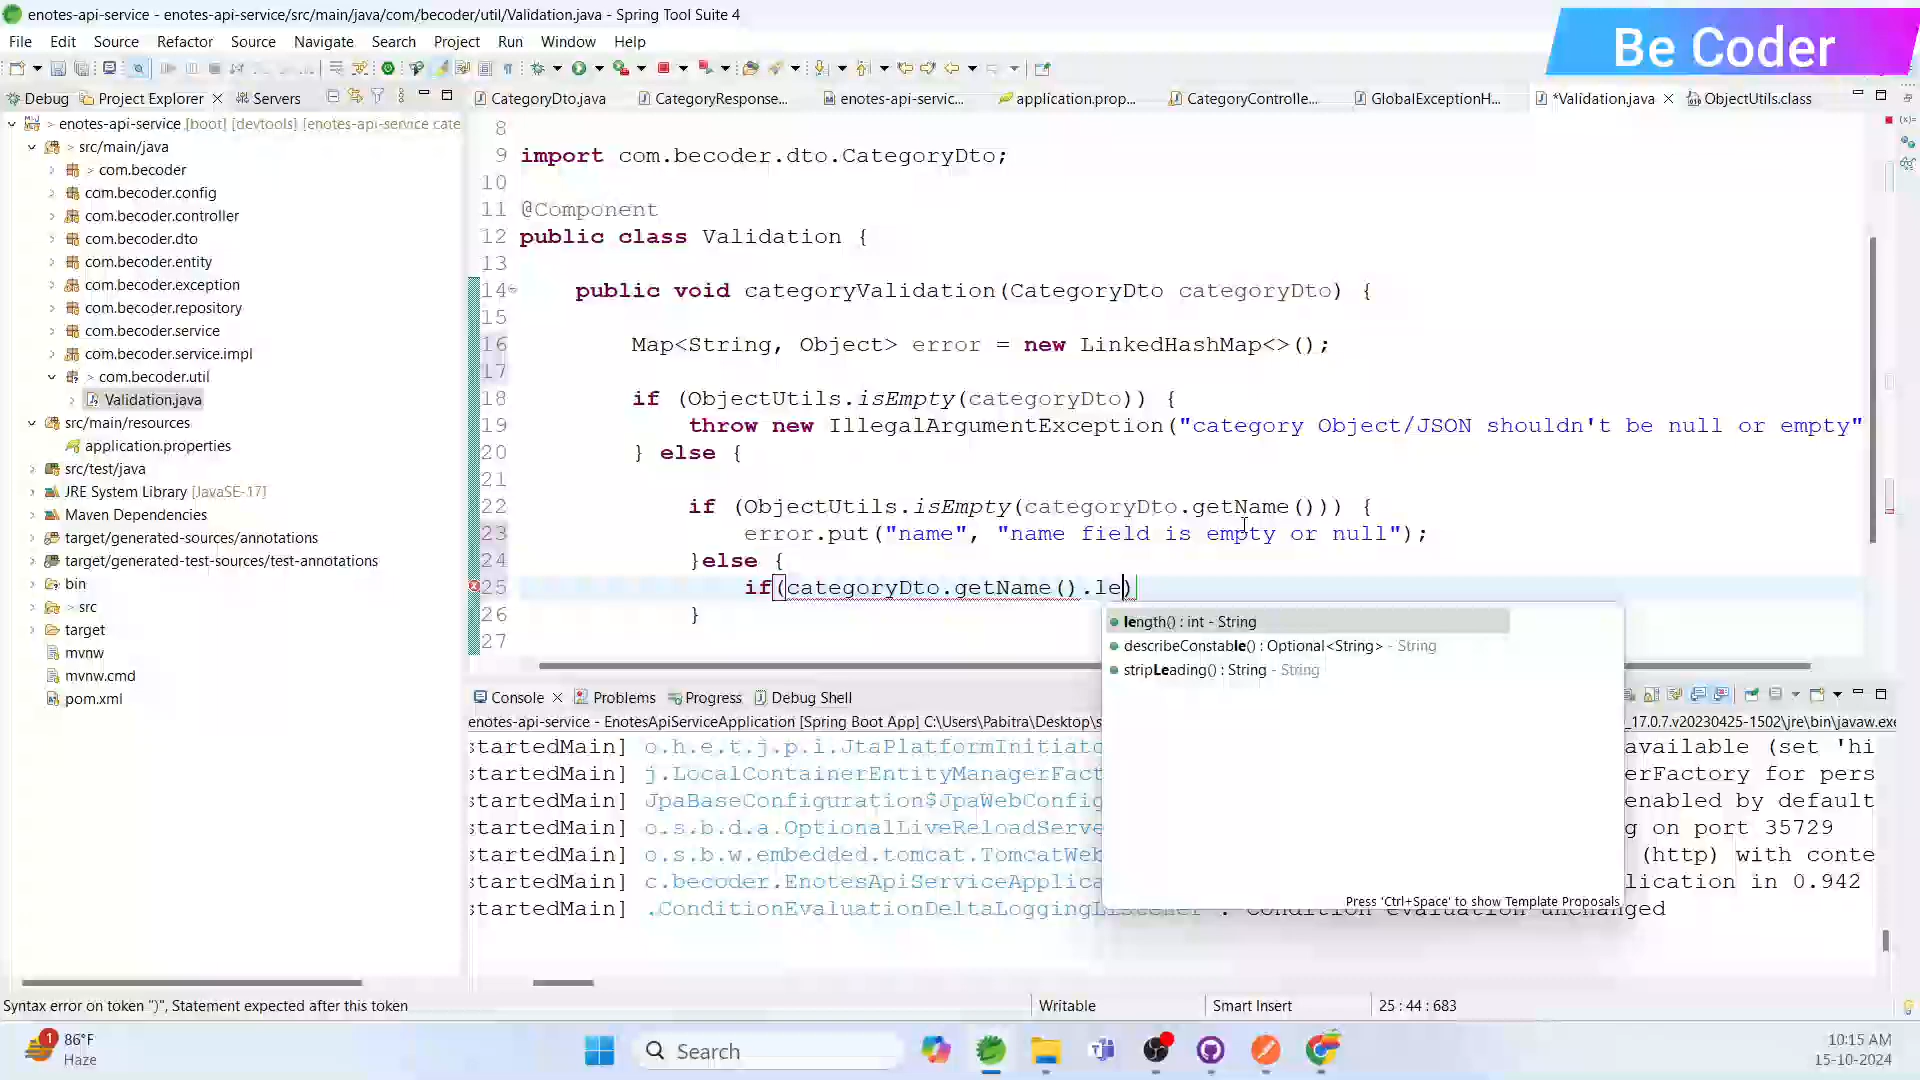 enotes-api-service - enotes-api-service/src/main/java/com/becoder/util/Validation.java - Spring Tool Suite 4
Be Coder
File Edit Source Refactor Source Navigate Search Project Run Window Help
Debug Project Explorer Servers
CategoryDto.java CategoryResponse... enotes-api-servic... application.prop... CategoryControlle... GlobalExceptionH... *Validation.java ObjectUtils.class
> enotes-api-service [boot] [devtools] [enotes-api-service cate
> src/main/java
> com.becoder
com.becoder.config
com.becoder.controller
com.becoder.dto
com.becoder.entity
com.becoder.exception
com.becoder.repository
com.becoder.service
com.becoder.service.impl
> com.becoder.util
Validation.java
src/main/resources
application.properties
src/test/java
JRE System Library [JavaSE-17]
Maven Dependencies
target/generated-sources/annotations
target/generated-test-sources/test-annotations
bin
> src
target
mvnw
mvnw.cmd
pom.xml
8
9 import com.becoder.dto.CategoryDto;
10
11 @Component
12 public class Validation {
13
14 public void categoryValidation(CategoryDto categoryDto) {
15
16 Map<String, Object> error = new LinkedHashMap<>();
17
18 if (ObjectUtils.isEmpty(categoryDto)) {
19 throw new IllegalArgumentException("category Object/JSON shouldn't be null or empty"
20 } else {
21
22 if (ObjectUtils.isEmpty(categoryDto.getName())) {
23 error.put("name", "name field is empty or null");
24 }else {
25 if(categoryDto.getName().le)
26 }
27
length() : int - String
describeConstable() : Optional<String> - String
stripLeading() : String - String
Press 'Ctrl+Space' to show Template Proposals
Console Problems Progress Debug Shell
enotes-api-service - EnotesApiServiceApplication [Spring Boot App] C:\Users\Pabitra\Desktop\s _17.0.7.v20230425-1502\jre\bin\javaw.exe
startedMain] o.h.e.t.j.p.i.JtaPlatformInitiato available (set 'hi
startedMain] j.LocalContainerEntityManagerFact erFactory for pers
startedMain] JpaBaseConfiguration$JpaWebConfig enabled by default
startedMain] o.s.b.d.a.OptionalLiveReloadServe g on port 35729
startedMain] o.s.b.w.embedded.tomcat.TomcatWeb (http) with conte
startedMain] c.becoder.EnotesApiServiceApplica lication in 0.942
startedMain] .ConditionEvaluationDeltaLoggingListener : Condition evaluation unchanged
Syntax error on token ")", Statement expected after this token
Writable
Smart Insert
25 : 44 : 683
1
86°F
Haze
Search
10:15 AM
15-10-2024